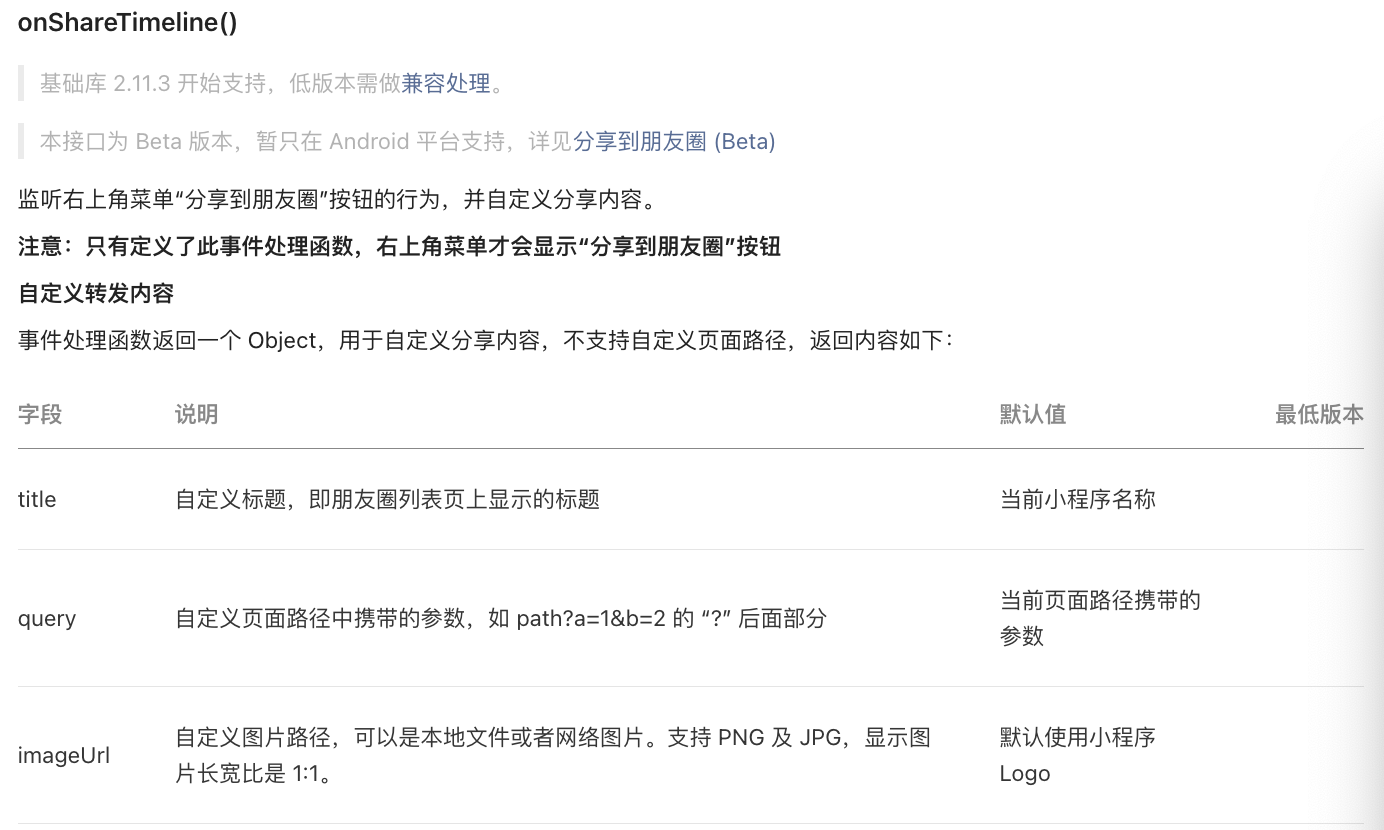 onShareTimeline()
基础库 2.11.3 开始支持，低版本需做兼容处理。
本接口为 Beta 版本，暂只在 Android 平台支持，详见分享到朋友圈 (Beta)
监听右上角菜单“分享到朋友圈”按钮的行为，并自定义分享内容。
注意：只有定义了此事件处理函数，右上角菜单才会显示“分享到朋友圈”按钮
自定义转发内容
事件处理函数返回一个 Object，用于自定义分享内容，不支持自定义页面路径，返回内容如下：
字段 说明 默认值 最低版本
title 自定义标题，即朋友圈列表页上显示的标题 当前小程序名称
query 自定义页面路径中携带的参数，如 path?a=1&b=2 的 “?” 后面部分 当前页面路径携带的
参数
imageUrl 自定义图片路径，可以是本地文件或者网络图片。支持 PNG 及 JPG，显示图 默认使用小程序
片长宽比是 1:1。 Logo